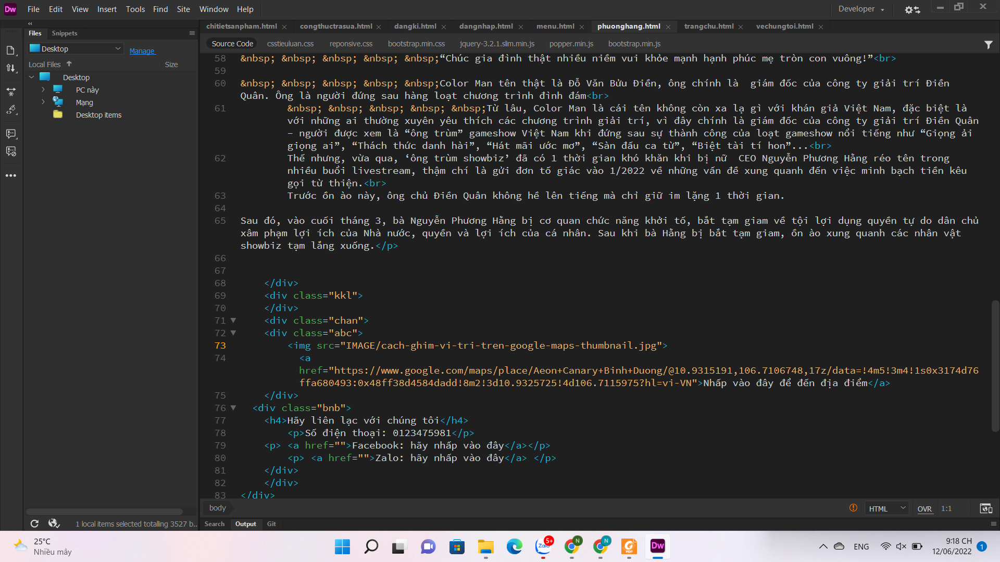 Dw File Edit View Insert Tools Find Site Window Help Developer
chitietsanpham.html congthuctrasua.html dangki.html dangnhap.html menu.html phuonghang.html trangchu.html vechungtoi.html
Files Snippets
Source Code csstieuluan.css reponsive.css bootstrap.min.css jquery-3.2.1.slim.min.js popper.min.js bootstrap.min.js
Desktop Manage
Local Files Size
Desktop
PC này
Mạng
Desktop items
58 &nbsp; &nbsp; &nbsp; &nbsp; &nbsp;“Chúc gia đình thật nhiều niềm vui khỏe mạnh hạnh phúc mẹ tròn con vuông!”<br>
59
60 &nbsp; &nbsp; &nbsp; &nbsp; &nbsp;Color Man tên thật là Đỗ Văn Bửu Điền, ông chính là  giám đốc của công ty giải trí Điền
Quân. Ông là người đứng sau hàng loạt chương trình đình đám<br>
61 &nbsp; &nbsp; &nbsp; &nbsp; &nbsp;Từ lâu, Color Man là cái tên không còn xa lạ gì với khán giả Việt Nam, đặc biệt là
với những ai thường xuyên yêu thích các chương trình giải trí, vì đây chính là giám đốc của công ty giải trí Điền Quân
– người được xem là “ông trùm” gameshow Việt Nam khi đứng sau sự thành công của loạt gameshow nổi tiếng như “Giọng ải
giọng ai”, “Thách thức danh hài”, “Hát mãi ước mơ”, “Sàn đấu ca từ”, “Biệt tài tí hon”...<br>
62 Thế nhưng, vừa qua, ‘ông trùm showbiz’ đã có 1 thời gian khó khăn khi bị nữ  CEO Nguyễn Phương Hằng réo tên trong
nhiều buổi livestream, thậm chí là gửi đơn tố giác vào 1/2022 về những vấn đề xung quanh đến việc minh bạch tiền kêu
gọi từ thiện.<br>
63 Trước ồn ào này, ông chủ Điền Quân không hề lên tiếng mà chỉ giữ im lặng 1 thời gian.
64
65 Sau đó, vào cuối tháng 3, bà Nguyễn Phương Hằng bị cơ quan chức năng khởi tố, bắt tạm giam về tội lợi dụng quyền tự do dân chủ
xâm phạm lợi ích của Nhà nước, quyền và lợi ích của cá nhân. Sau khi bà Hằng bị bắt tạm giam, ồn ào xung quanh các nhân vật
showbiz tạm lắng xuống.</p>
66
67
68 </div>
69 <div class="kkl">
70 </div>
71 <div class="chan">
72 <div class="abc">
73 <img src="IMAGE/cach-ghim-vi-tri-tren-google-maps-thumbnail.jpg">
74 <a
href="https://www.google.com/maps/place/Aeon+Canary+Binh+Duong/@10.9315191,106.7106748,17z/data=!4m5!3m4!1s0x3174d76
ffa680493:0x48ff38d4584dadd!8m2!3d10.9325725!4d106.7115975?hl=vi-VN">Nhấp vào đây để đến địa điểm</a>
75 </div>
76 <div class="bnb">
77 <h4>Hãy liên lạc với chúng tôi</h4>
78 <p>Số điện thoại: 0123475981</p>
79 <p> <a href="">Facebook: hãy nhấp vào đây</a></p>
80 <p> <a href="">Zalo: hãy nhấp vào đây</a> </p>
81 </div>
82 </div>
83 </div>
body HTML OVR 1:1
1 local items selected totalling 3527 b... Search Output Git
25°C
Nhiều mây
Zalo 5+ N N PDF Dw
ENG 9:18 CH
12/06/2022 1